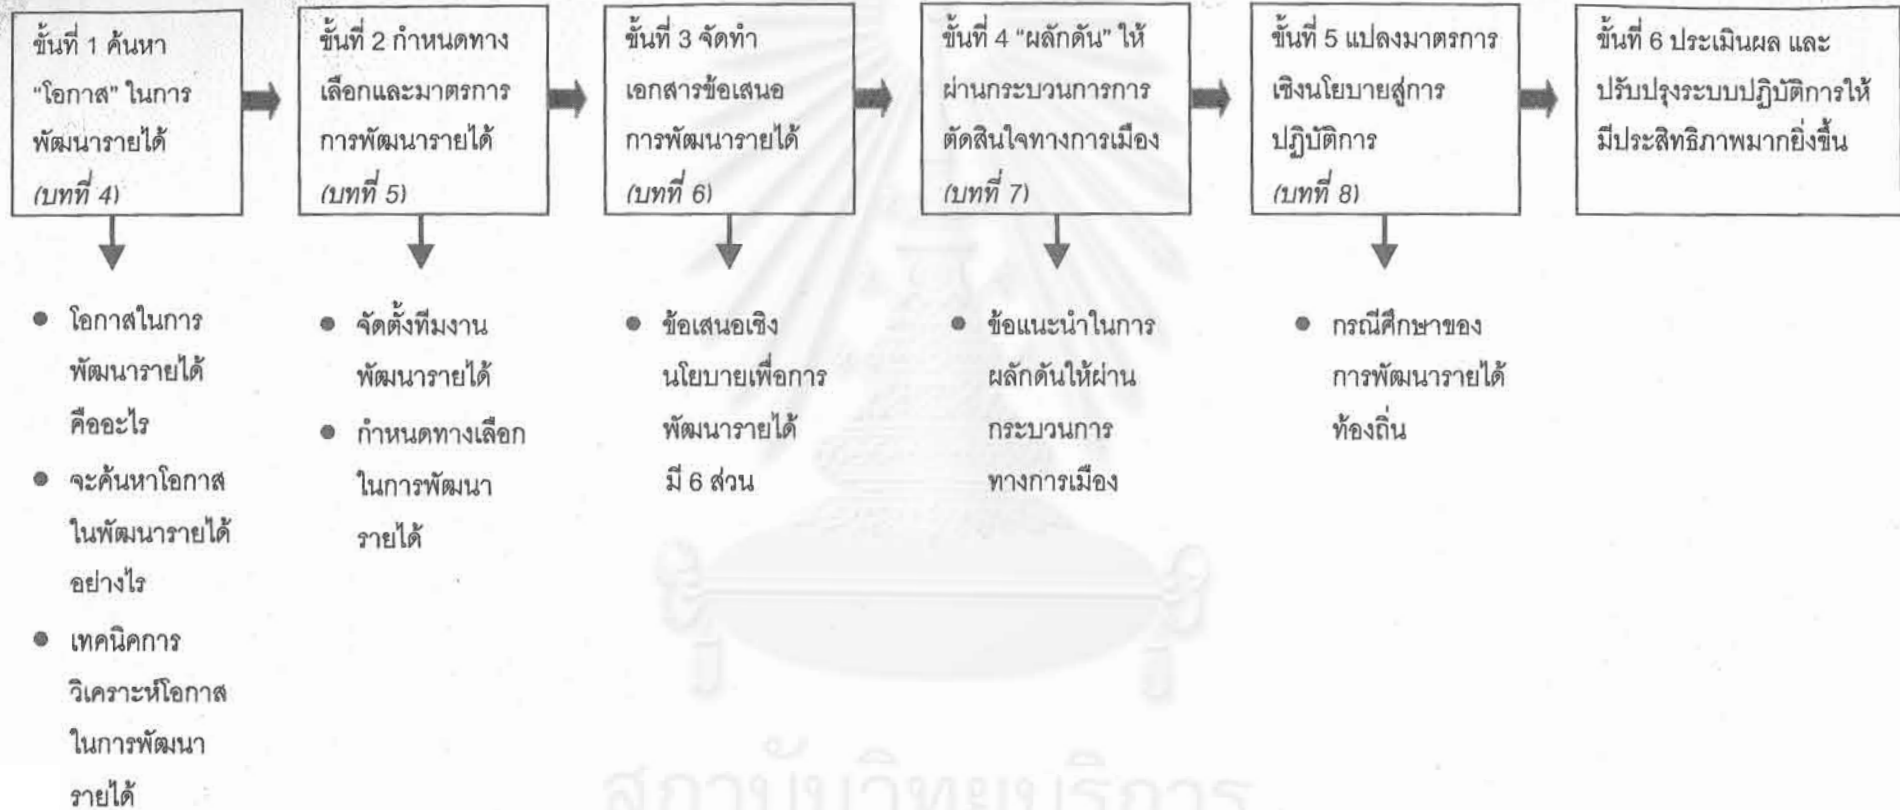 ขั้นที่ 1 ค้นหา
“โอกาส” ในการ
พัฒนารายได้
(บทที่ 4)
ขั้นที่ 2 กำหนดทาง
เลือกและมาตรการ
การพัฒนารายได้
(บทที่ 5)
ขั้นที่ 3 จัดทำ
เอกสารข้อเสนอ
การพัฒนารายได้
(บทที่ 6)
ขั้นที่ 4 “ผลักดัน” ให้
ผ่านกระบวนการการ
ตัดสินใจทางการเมือง
(บทที่ 7)
ขั้นที่ 5 แปลงมาตรการ
เชิงนโยบายสู่การ
ปฏิบัติการ
(บทที่ 8)
ขั้นที่ 6 ประเมินผล และ
ปรับปรุงระบบปฏิบัติการให้
มีประสิทธิภาพมากยิ่งขึ้น
● โอกาสในการ
พัฒนารายได้
คืออะไร
● จะค้นหาโอกาส
ในพัฒนารายได้
อย่างไร
● เทคนิคการ
วิเคราะห์โอกาส
ในการพัฒนา
รายได้
● จัดตั้งทีมงาน
พัฒนารายได้
● กำหนดทางเลือก
ในการพัฒนา
รายได้
● ข้อเสนอเชิง
นโยบายเพื่อการ
พัฒนารายได้
มี 6 ส่วน
● ข้อแนะนำในการ
ผลักดันให้ผ่าน
กระบวนการ
ทางการเมือง
● กรณีศึกษาของ
การพัฒนารายได้
ท้องถิ่น
สถาบันวิทยบริการ